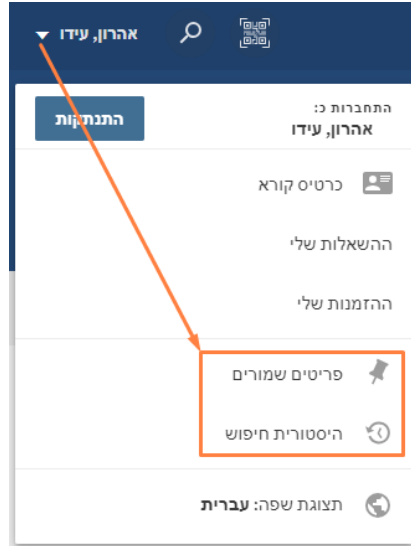 אהרון, עידו
התחברות כ:
אהרון, עידו
התנתקות
כרטיס קורא
ההשאלות שלי
ההזמנות שלי
פריטים שמורים
היסטורית חיפוש
תצוגת שפה: עברית